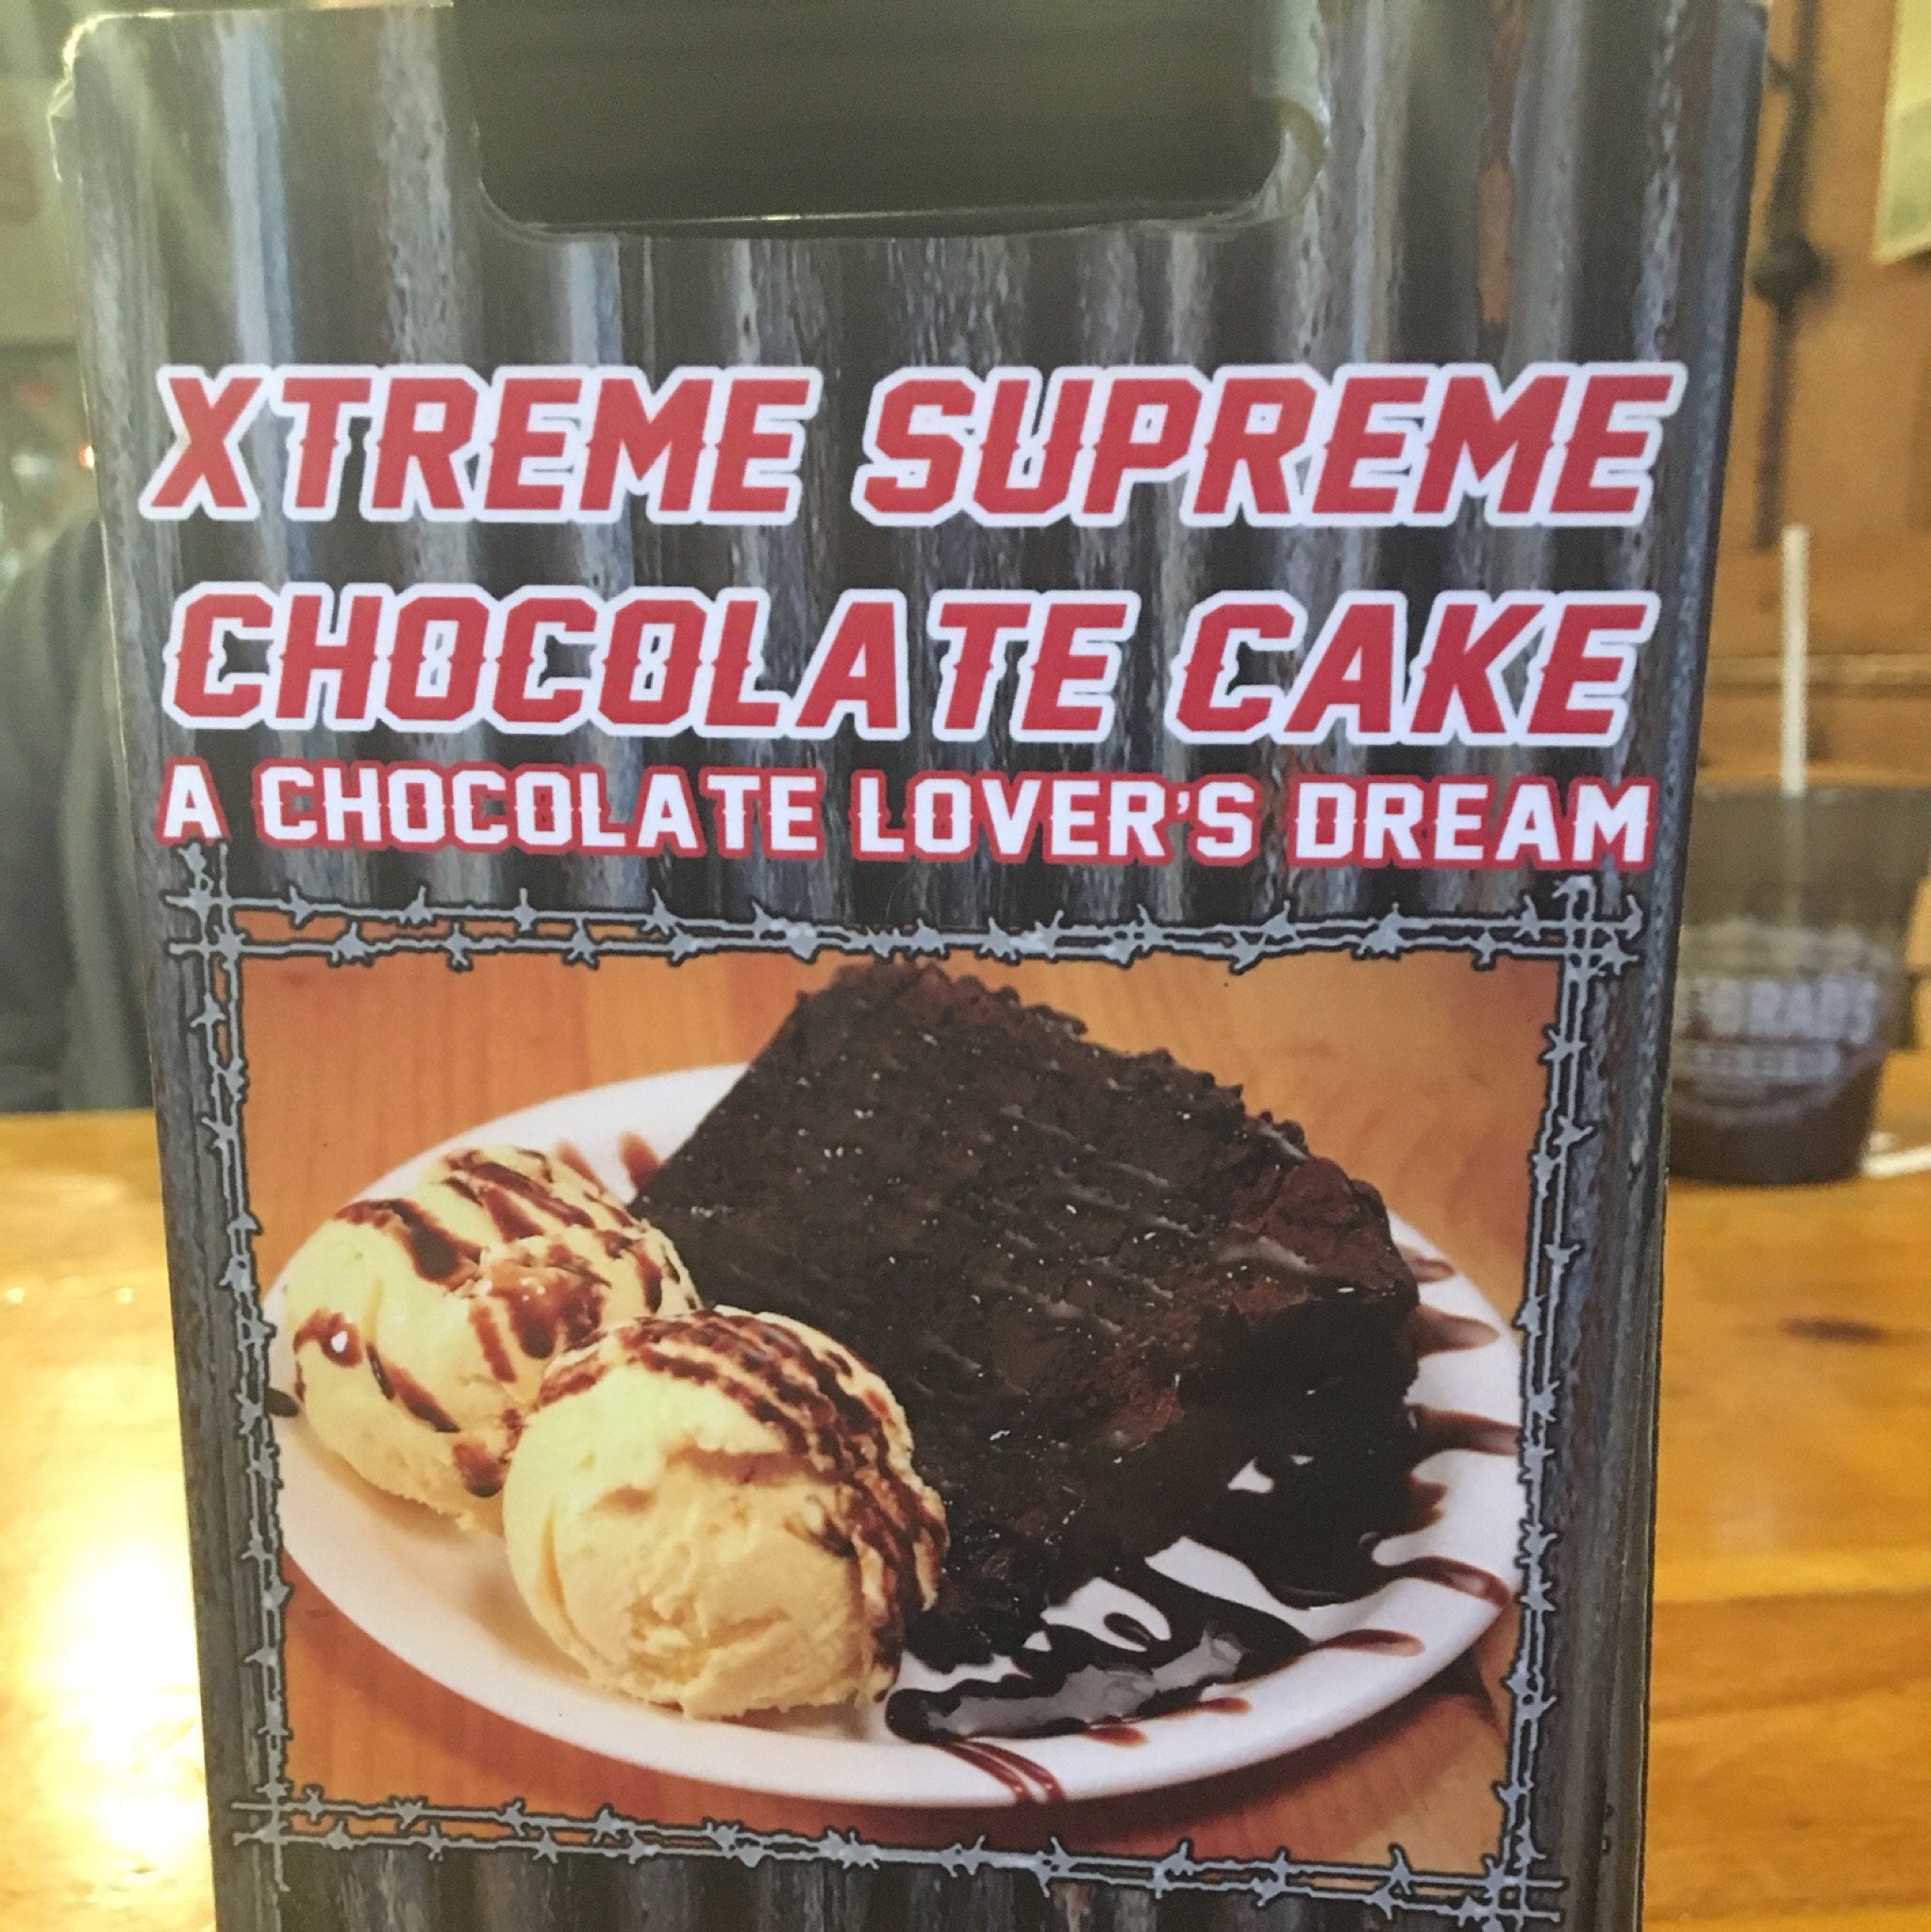 XTREME SUPREME
CHOCOLATE CAKE
A CHOCOLATE LOVER'S DREAM